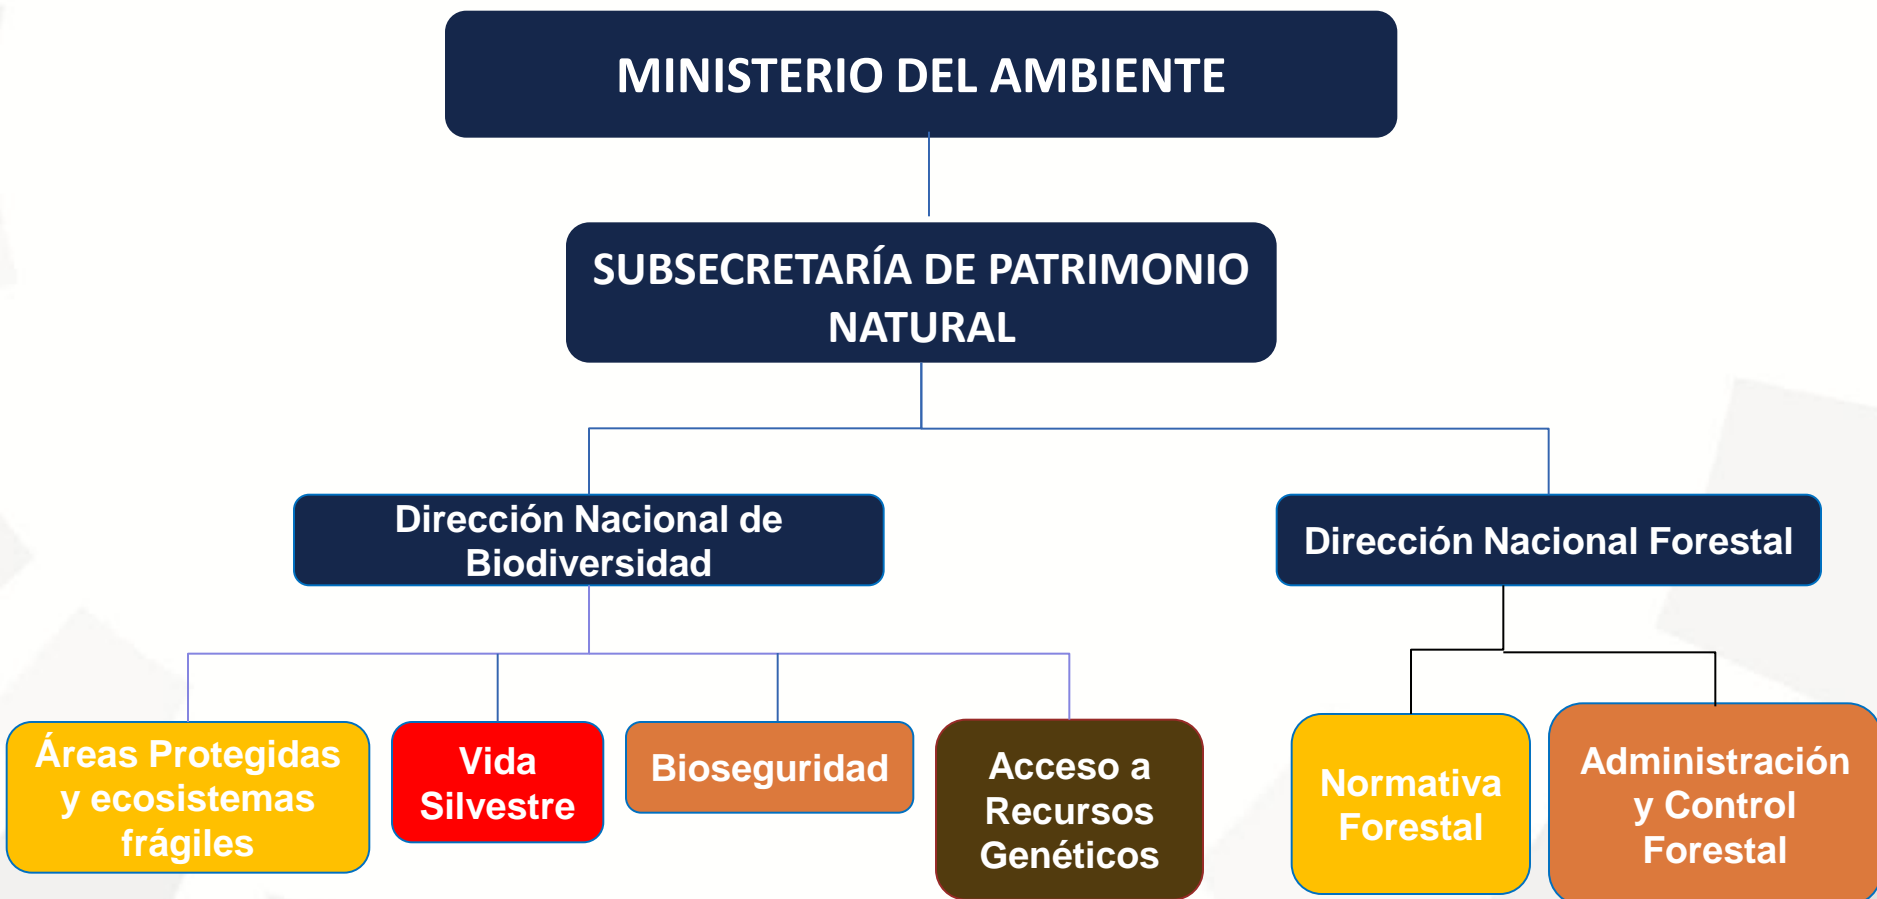 MINISTERIO DEL AMBIENTE
SUBSECRETARÍA DE PATRIMONIO
NATURAL
Dirección Nacional de
Biodiversidad
Dirección Nacional Forestal
Áreas Protegidas
y ecosistemas
frágiles
Vida
Silvestre
Bioseguridad
Acceso a
Recursos
Genéticos
Normativa
Forestal
Administración
y Control
Forestal